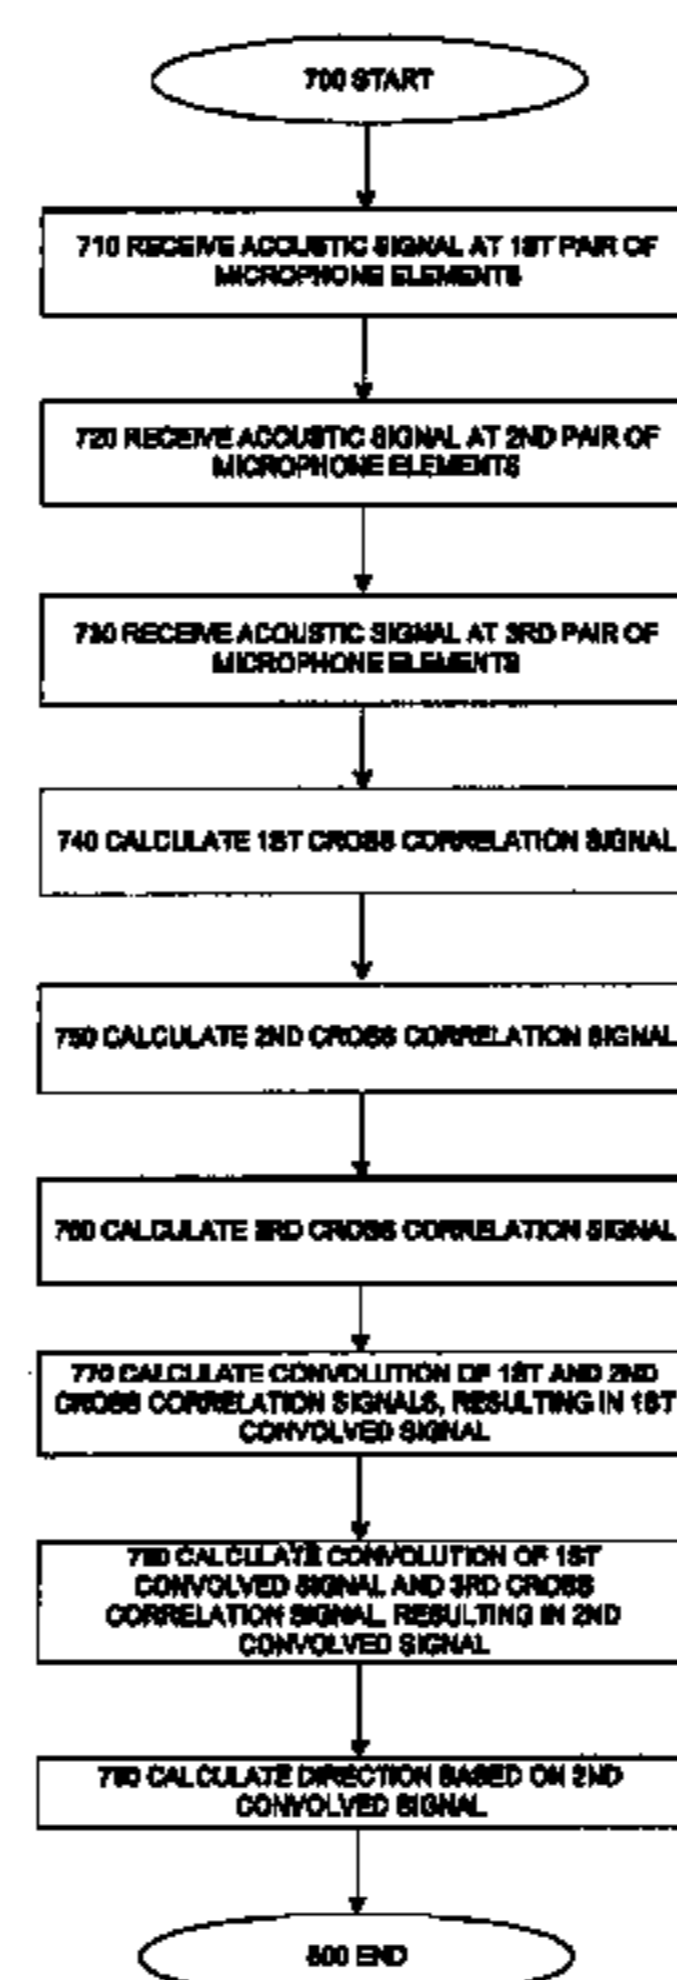 700 START
710 RECEIVE ACOUSTIC SIGNAL AT 1ST PAIR OF
MICROPHONE ELEMENTS
720 RECEIVE ACOUSTIC SIGNAL AT 2ND PAIR OF
MICROPHONE ELEMENTS
730 RECEIVE ACOUSTIC SIGNAL AT 3RD PAIR OF
MICROPHONE ELEMENTS
740 CALCULATE 1ST CROSS CORRELATION SIGNAL
750 CALCULATE 2ND CROSS CORRELATION SIGNAL
760 CALCULATE 3RD CROSS CORRELATION SIGNAL
770 CALCULATE CONVOLUTION OF 1ST AND 2ND
CROSS CORRELATION SIGNALS, RESULTING IN 1ST
CONVOLVED SIGNAL
780 CALCULATE CONVOLUTION OF 1ST
CONVOLVED SIGNAL AND 3RD CROSS
CORRELATION SIGNAL, RESULTING IN 2ND
CONVOLVED SIGNAL
790 CALCULATE DIRECTION BASED ON 2ND
CONVOLVED SIGNAL
800 END